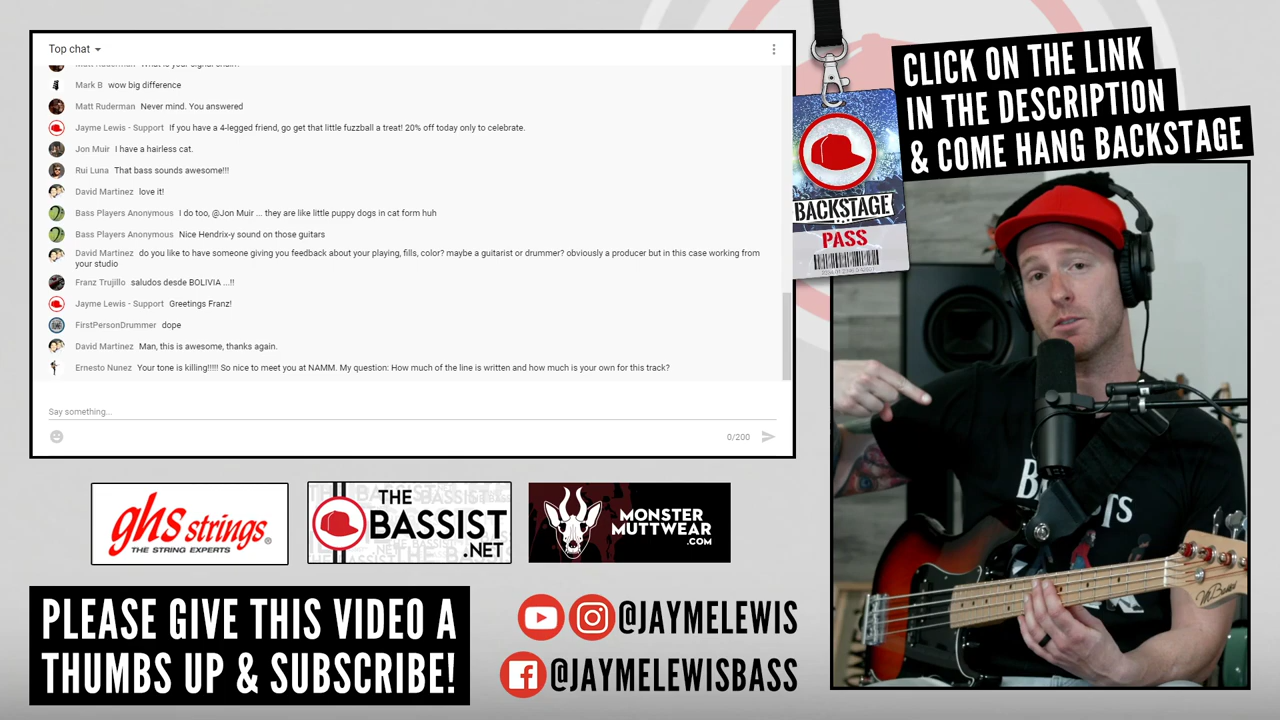 Top chat
Mark B wow big difference
Matt Ruderman Never mind. You answered
Jayme Lewis - Support If you have a 4-legged friend, go get that little fuzzball a treat! 20% off today only to celebrate.
Jon Muir I have a hairless cat.
Rui Luna That bass sounds awesome!!!
David Martinez love it!
Bass Players Anonymous I do too, @Jon Muir ... they are like little puppy dogs in cat form huh
Bass Players Anonymous Nice Hendrix-y sound on those guitars
David Martinez do you like to have someone giving you feedback about your playing, fills, color? maybe a guitarist or drummer? obviously a producer but in this case working from
your studio
Franz Trujillo saludos desde BOLIVIA ...!!
Jayme Lewis - Support Greetings Franz!
FirstPersonDrummer dope
David Martinez Man, this is awesome, thanks again.
Ernesto Nunez Your tone is killing!!!!! So nice to meet you at NAMM. My question: How much of the line is written and how much is your own for this track?
Say something...
0/200
CLICK ON THE LINK
IN THE DESCRIPTION
& COME HANG BACKSTAGE
BACKSTAGE
PASS
ghs strings®
THE STRING EXPERTS
THE
BASSIST
.NET
MONSTER
MUTTWEAR
.COM
PLEASE GIVE THIS VIDEO A
THUMBS UP & SUBSCRIBE!
@JAYMELEWIS
@JAYMELEWISBASS